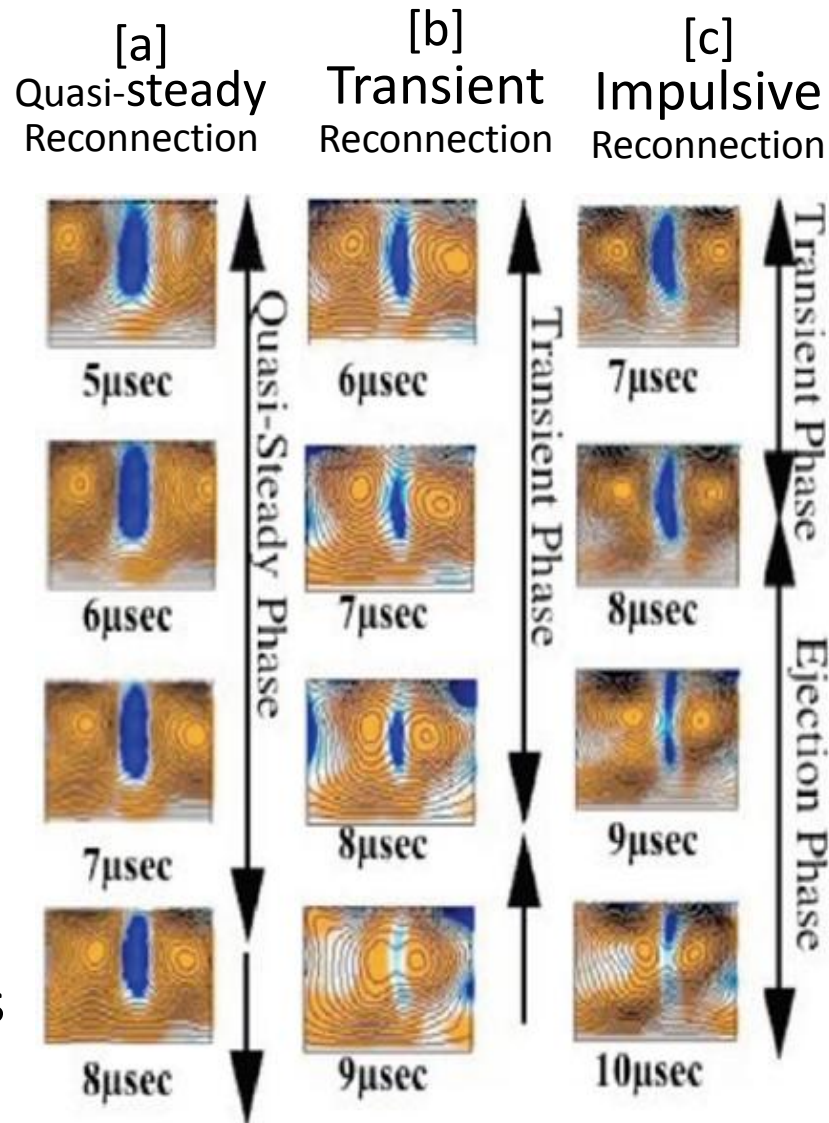 [a]
Quasi-steady
Reconnection
[b]
Transient
Reconnection
[c]
Impulsive
Reconnection
5μsec
6μsec
7μsec
8μsec
Quasi-Steady Phase
6μsec
7μsec
8μsec
9μsec
Transient Phase
7μsec
8μsec
9μsec
10μsec
Transient Phase
Ejection Phase
s